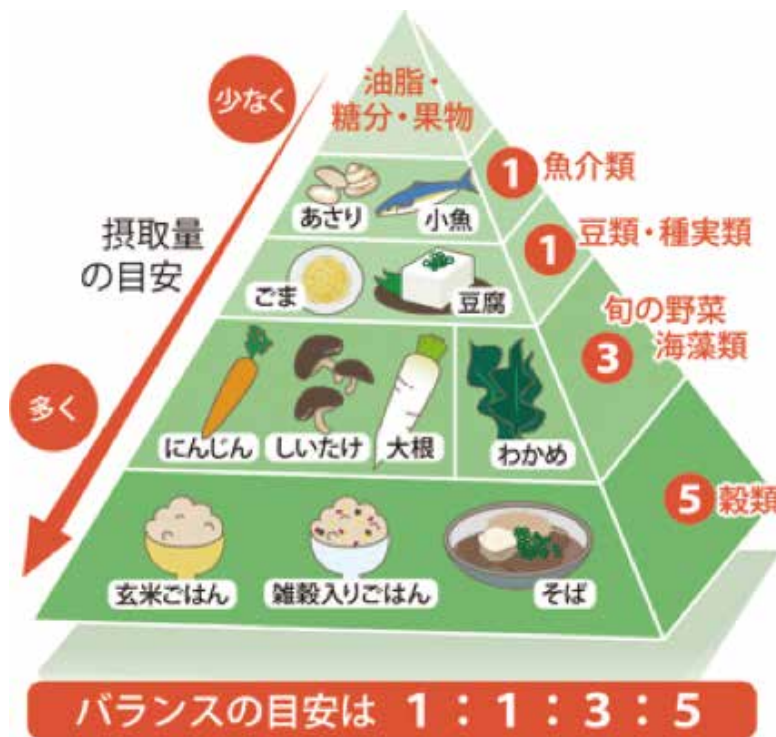 油脂・
糖分・果物
少なく
1 魚介類
あさり
小魚
摂取量
の目安
1 豆類・種実類
ごま
豆腐
旬の野菜
海藻類
3
多く
にんじん
しいたけ
大根
わかめ
5 穀類
玄米ごはん
雑穀入りごはん
そば
バランスの目安は 1：1：3：5